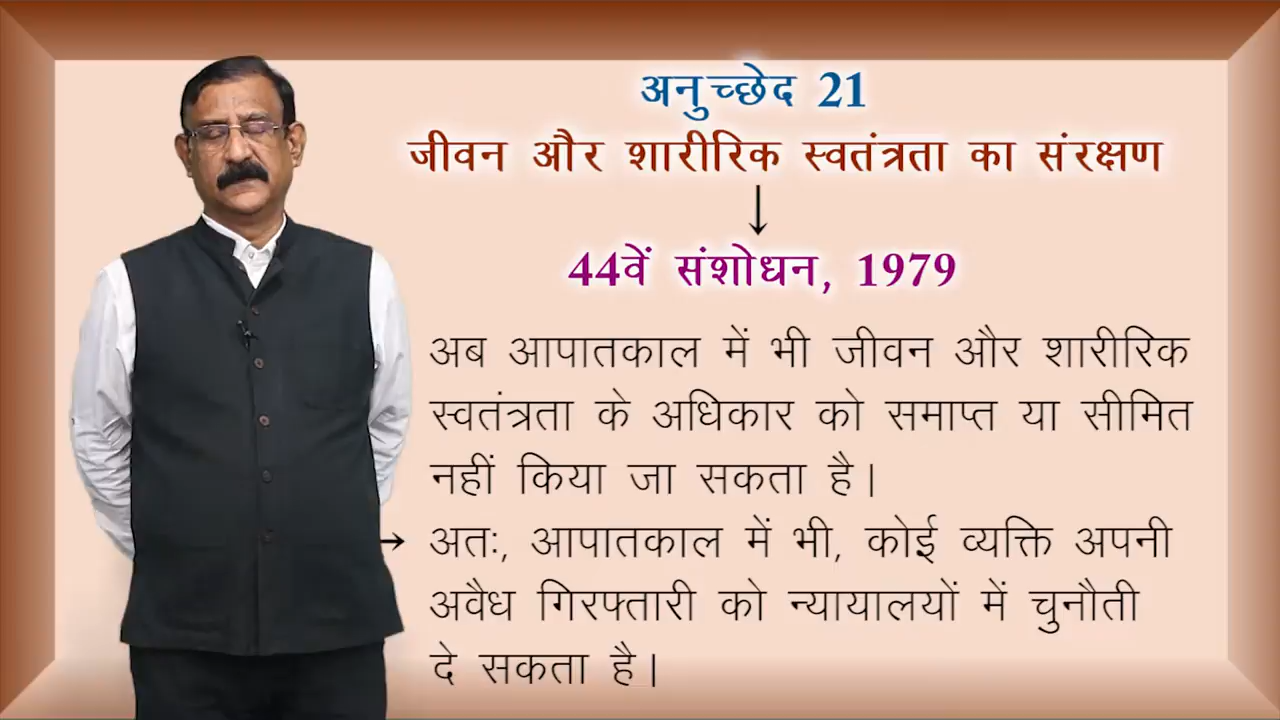 अनुच्छेद 21
जीवन और शारीरिक स्वतंत्रता का संरक्षण
↓
44वें संशोधन, 1979
अब आपातकाल में भी जीवन और शारीरिक
स्वतंत्रता के अधिकार को समाप्त या सीमित
नहीं किया जा सकता है।
→ अतः, आपातकाल में भी, कोई व्यक्ति अपनी
अवैध गिरफ्तारी को न्यायालयों में चुनौती
दे सकता है।